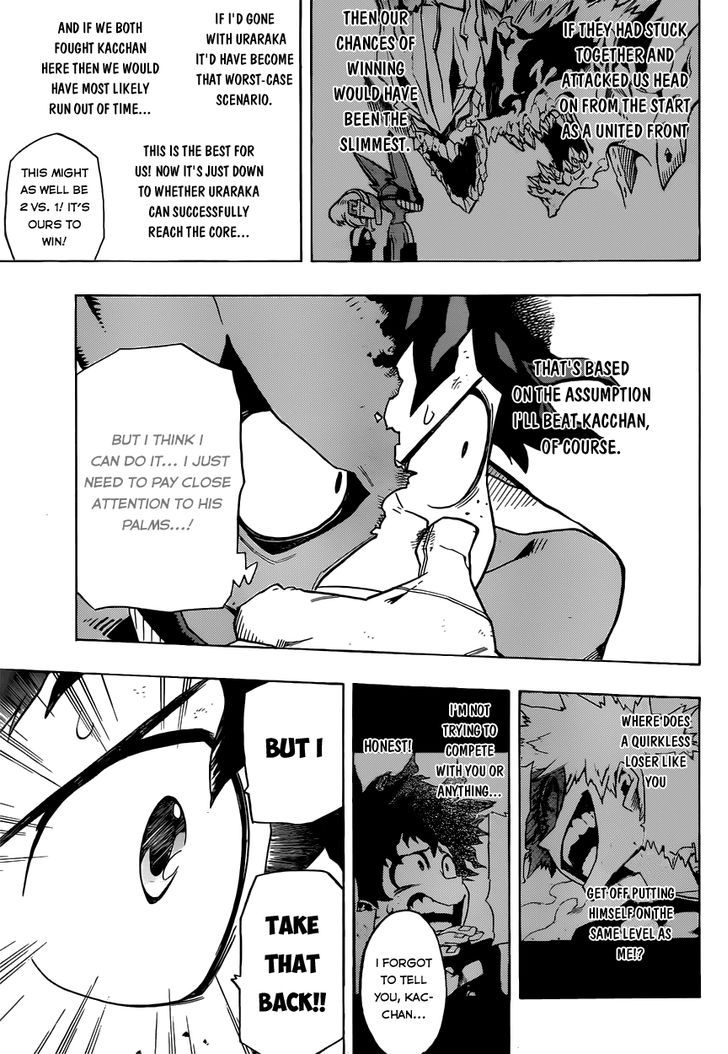 IF THEY HAD STUCK
TOGETHER AND
ATTACKED US HEAD
ON FROM THE START
AS A UNITED FRONT
THEN OUR
CHANCES OF
WINNING
WOULD HAVE
BEEN THE
SLIMMEST.
IF I'D GONE
WITH URARAKA
IT'D HAVE BECOME
THAT WORST-CASE
SCENARIO.
AND IF WE BOTH
FOUGHT KACCHAN
HERE THEN WE WOULD
HAVE MOST LIKELY
RUN OUT OF TIME...
THIS IS THE BEST FOR
US! NOW IT'S JUST DOWN
TO WHETHER URARAKA
CAN SUCCESSFULLY
REACH THE CORE...
THIS MIGHT
AS WELL BE
2 VS. 1! IT'S
OURS TO
WIN!
THAT'S BASED
ON THE ASSUMPTION
I'LL BEAT KACCHAN,
OF COURSE.
BUT I THINK I
CAN DO IT... I JUST
NEED TO PAY CLOSE
ATTENTION TO HIS
PALMS...!
WHERE DOES
A QUIRKLESS
LOSER LIKE
YOU
GET OFF PUTTING
HIMSELF ON THE
SAME LEVEL AS
ME!?
I'M NOT
TRYING TO
COMPETE
WITH YOU OR
ANYTHING...
HONEST!
I FORGOT
TO TELL
YOU, KAC-
CHAN...
BUT I
TAKE
THAT
BACK!!